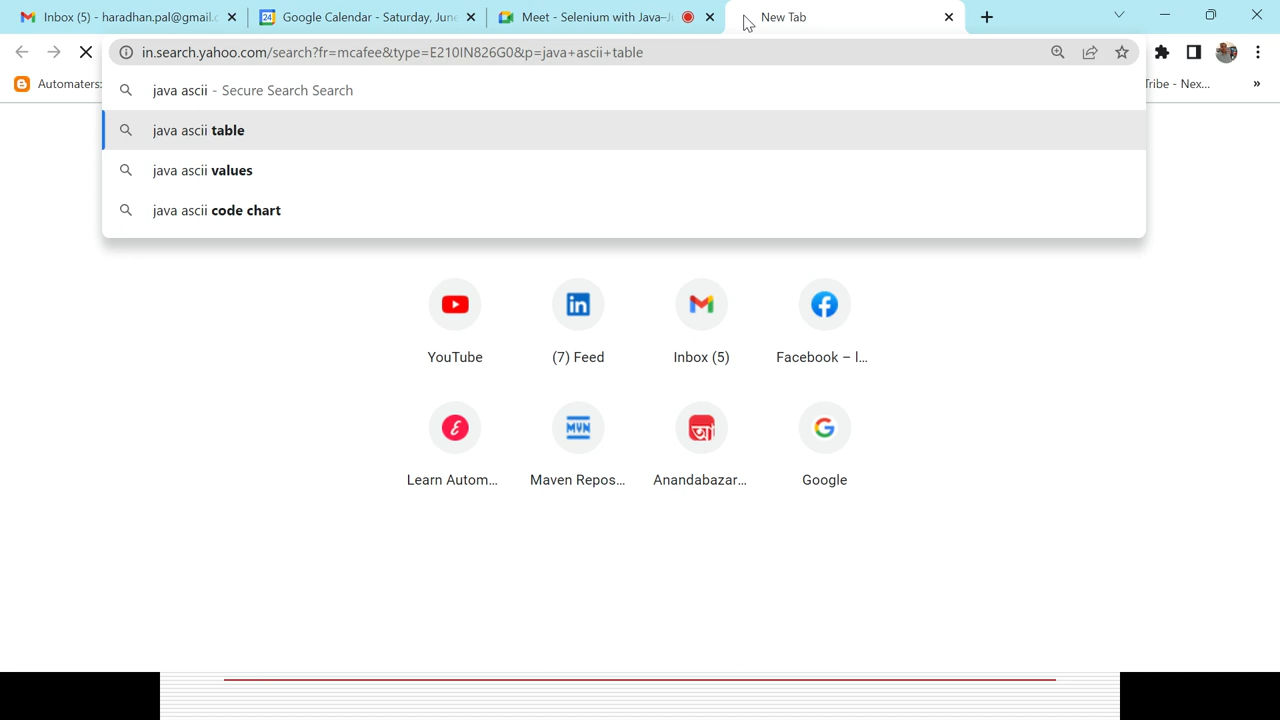 Inbox (5) - haradhan.pal@gmail.c
Google Calendar - Saturday, June
Meet - Selenium with Java–J
New Tab
in.search.yahoo.com/search?fr=mcafee&type=E210IN826G0&p=java+ascii+table
Automaters:
Tribe - Nex...
»
java ascii - Secure Search Search
java ascii table
java ascii values
java ascii code chart
YouTube
(7) Feed
Inbox (5)
Facebook – l...
Learn Autom...
Maven Repos...
Anandabazar...
Google